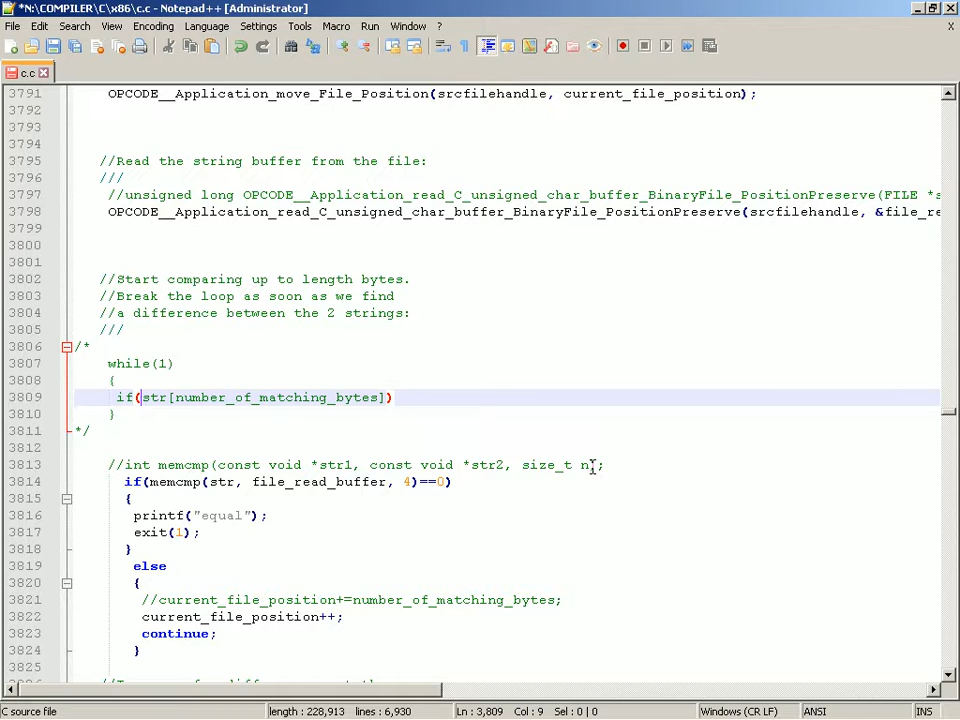 *N:\COMPILER\C\x86\c.c - Notepad++ [Administrator]
File Edit Search View Encoding Language Settings Tools Macro Run Window ? X
c.c
3791 OPCODE__Application_move_File_Position(srcfilehandle, current_file_position);
3792
3793
3794
3795 //Read the string buffer from the file:
3796 ///
3797 //unsigned long OPCODE__Application_read_C_unsigned_char_buffer_BinaryFile_PositionPreserve(FILE *s
3798 OPCODE__Application_read_C_unsigned_char_buffer_BinaryFile_PositionPreserve(srcfilehandle, &file_re
3799
3800
3801
3802 //Start comparing up to length bytes.
3803 //Break the loop as soon as we find
3804 //a difference between the 2 strings:
3805 ///
3806 /*
3807 while(1)
3808 {
3809 if(str[number_of_matching_bytes])
3810 }
3811 */
3812
3813 //int memcmp(const void *str1, const void *str2, size_t n);
3814 if(memcmp(str, file_read_buffer, 4)==0)
3815 {
3816 printf("equal");
3817 exit(1);
3818 }
3819 else
3820 {
3821 //current_file_position+=number_of_matching_bytes;
3822 current_file_position++;
3823 continue;
3824 }
3825
C source file length : 228,913 lines : 6,930 Ln : 3,809 Col : 9 Sel : 0 | 0 Windows (CR LF) ANSI INS